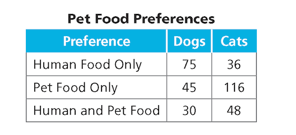 Pet Food Preferences
Preference Dogs Cats
Human Food Only 75 36
Pet Food Only 45 116
Human and Pet Food 30 48